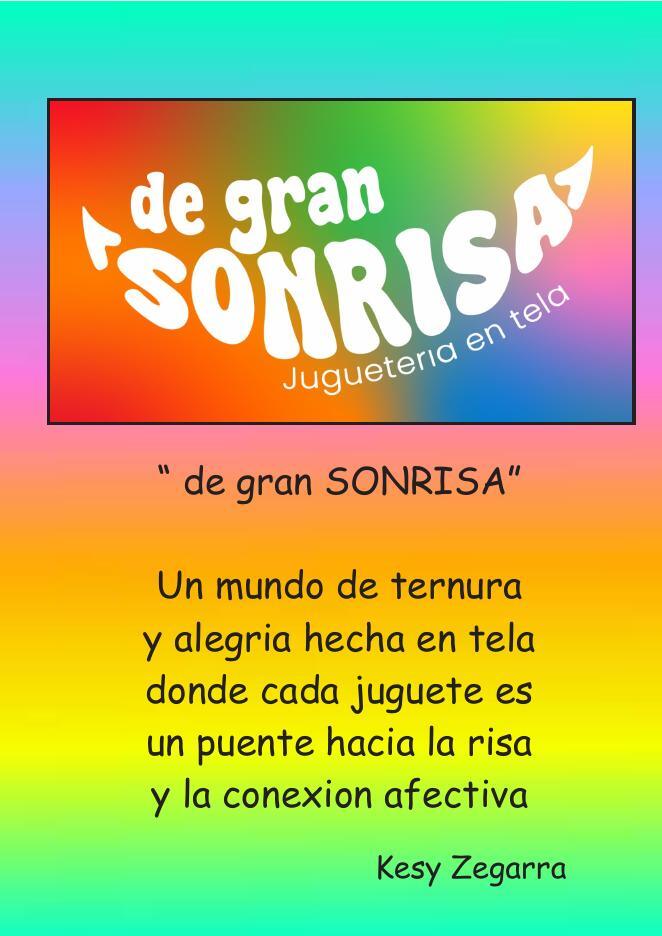 de gran
SONRISA
Jugueteria en tela
“ de gran SONRISA”
Un mundo de ternura
y alegria hecha en tela
donde cada juguete es
un puente hacia la risa
y la conexion afectiva
Kesy Zegarra